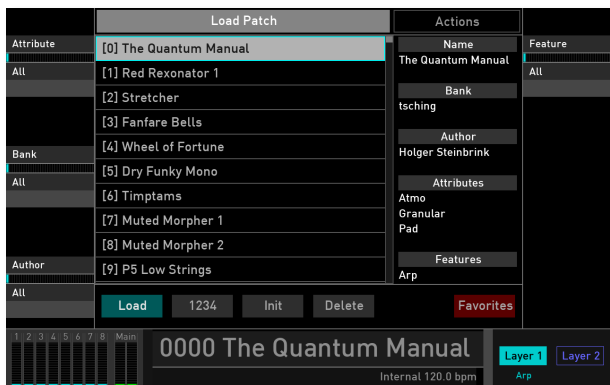 Load Patch
Actions
Attribute
All
Bank
All
Author
All
[0] The Quantum Manual
[1] Red Rexonator 1
[2] Stretcher
[3] Fanfare Bells
[4] Wheel of Fortune
[5] Dry Funky Mono
[6] Timptams
[7] Muted Morpher 1
[8] Muted Morpher 2
[9] P5 Low Strings
Name
The Quantum Manual
Bank
tsching
Author
Holger Steinbrink
Attributes
Atmo
Granular
Pad
Features
Arp
Feature
All
Load 1234 Init Delete Favorites
1 2 3 4 5 6 7 8 Main
0000 The Quantum Manual
Internal 120.0 bpm
Layer 1 Layer 2
Arp